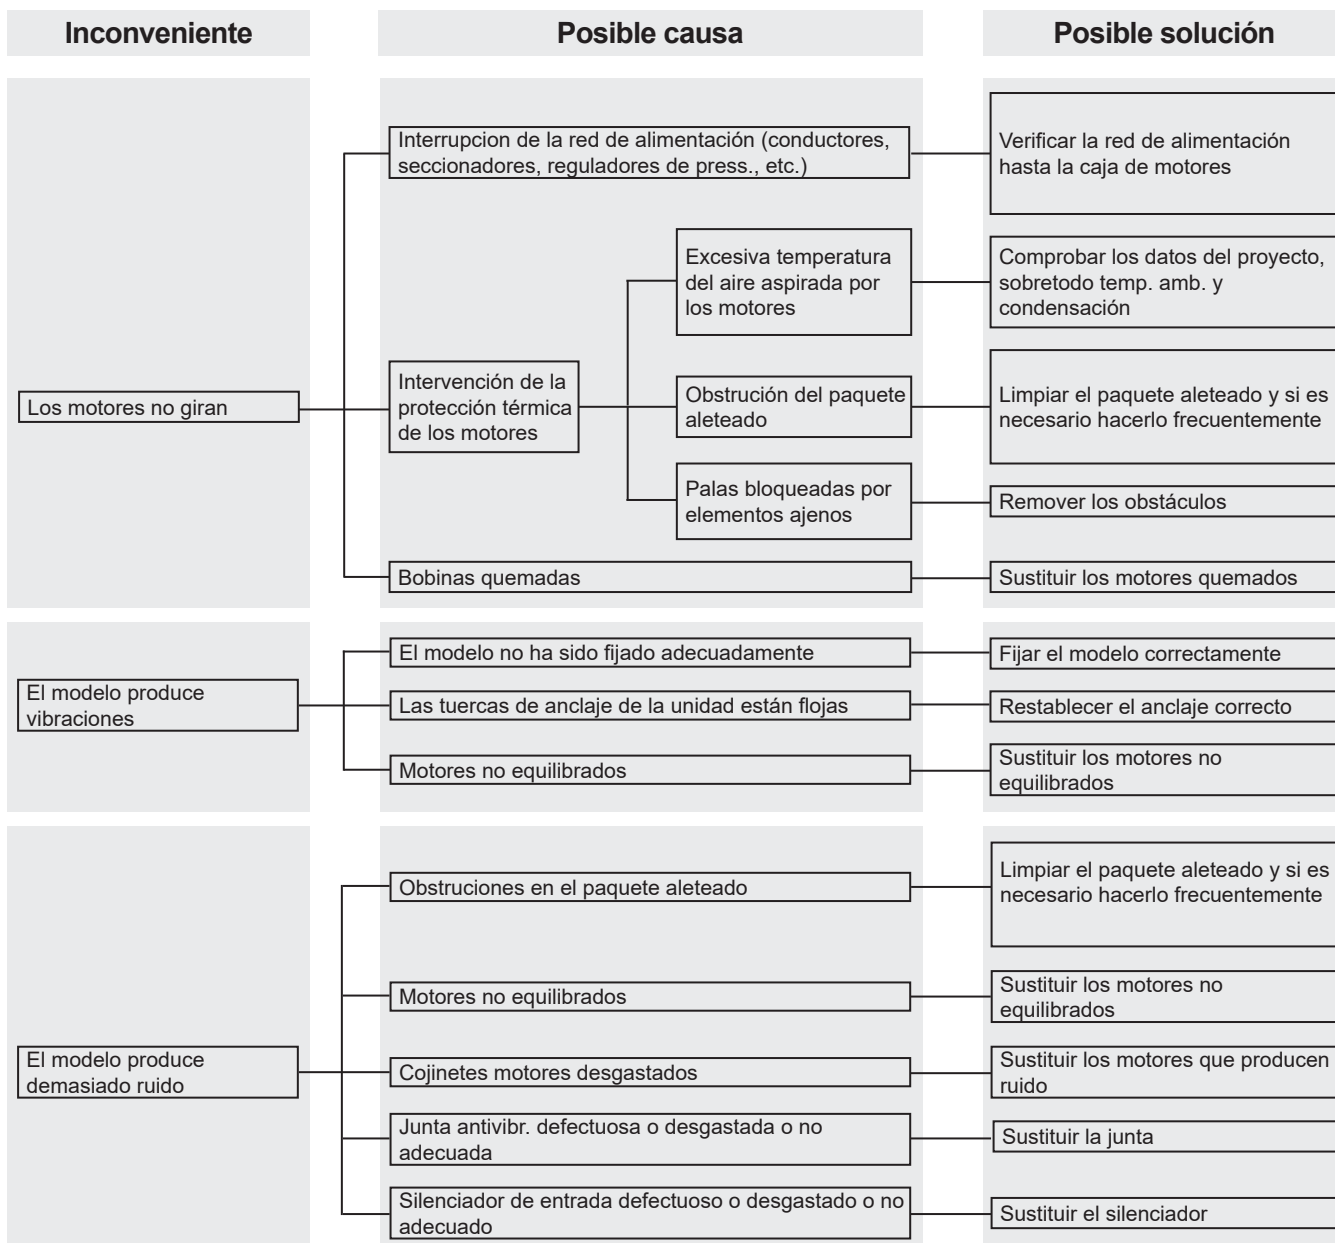 Inconveniente
Posible causa
Posible solución
Los motores no giran
Interrupcion de la red de alimentación (conductores,
seccionadores, reguladores de press., etc.)
Verificar la red de alimentación
hasta la caja de motores
Intervención de la
protección térmica
de los motores
Excesiva temperatura
del aire aspirada por
los motores
Comprobar los datos del proyecto,
sobretodo temp. amb. y
condensación
Obstrución del paquete
aleteado
Limpiar el paquete aleteado y si es
necesario hacerlo frecuentemente
Palas bloqueadas por
elementos ajenos
Remover los obstáculos
Bobinas quemadas
Sustituir los motores quemados
El modelo produce
vibraciones
El modelo no ha sido fijado adecuadamente
Fijar el modelo correctamente
Las tuercas de anclaje de la unidad están flojas
Restablecer el anclaje correcto
Motores no equilibrados
Sustituir los motores no
equilibrados
El modelo produce
demasiado ruido
Obstruciones en el paquete aleteado
Limpiar el paquete aleteado y si es
necesario hacerlo frecuentemente
Motores no equilibrados
Sustituir los motores no
equilibrados
Cojinetes motores desgastados
Sustituir los motores que producen
ruido
Junta antivibr. defectuosa o desgastada o no
adecuada
Sustituir la junta
Silenciador de entrada defectuoso o desgastado o no
adecuado
Sustituir el silenciador